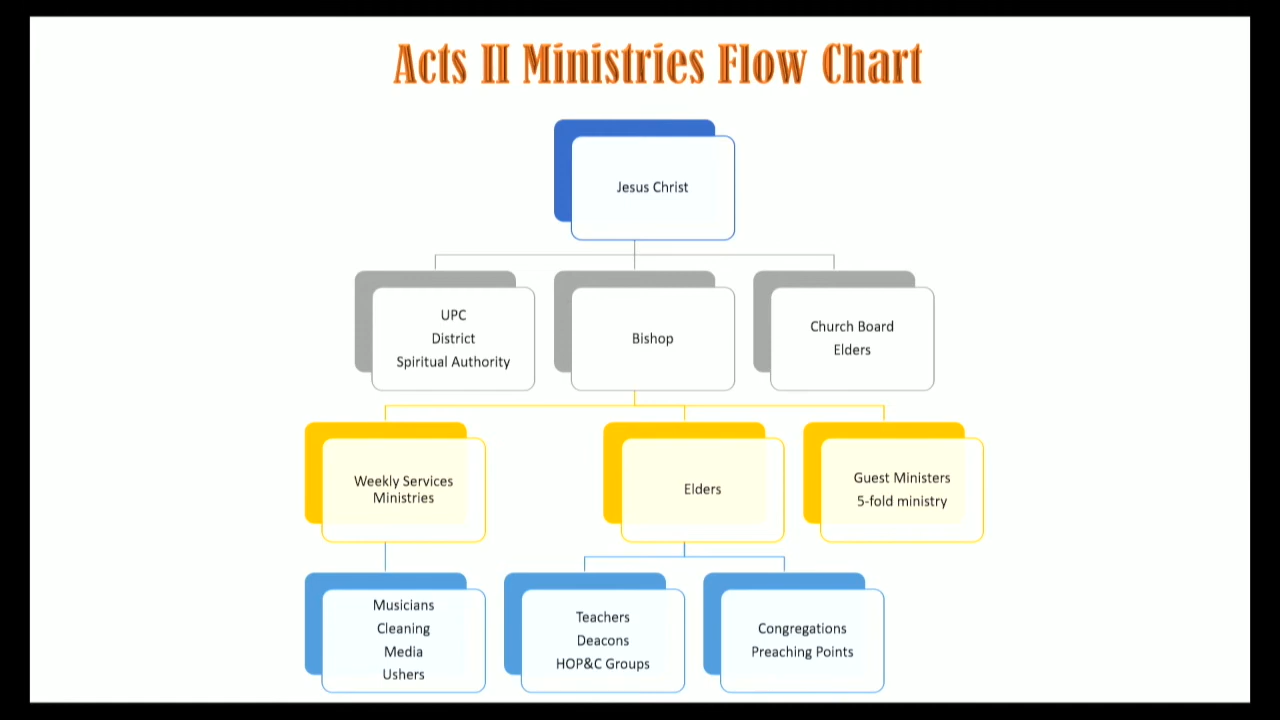 Acts II Ministries Flow Chart
Jesus Christ
UPC
District
Spiritual Authority
Bishop
Church Board
Elders
Weekly Services
Ministries
Elders
Guest Ministers
5-fold ministry
Musicians
Cleaning
Media
Ushers
Teachers
Deacons
HOP&C Groups
Congregations
Preaching Points